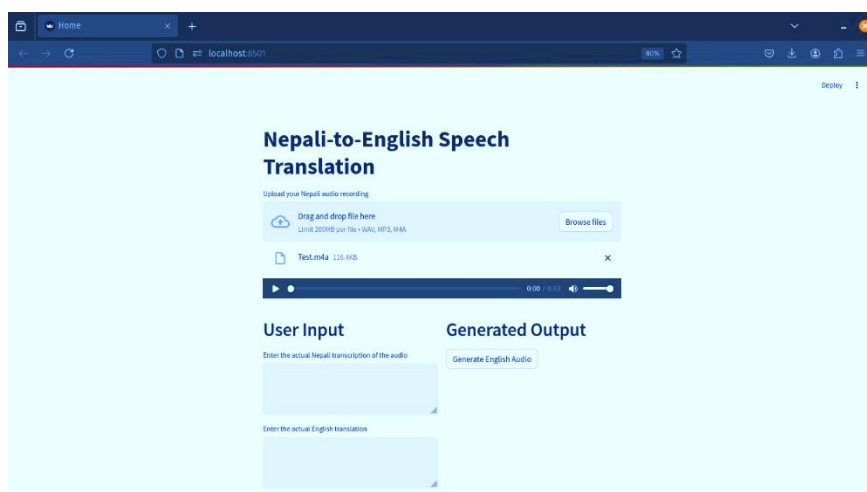 Home
localhost:8501
80%
Deploy
Nepali-to-English Speech
Translation
Upload your Nepali audio recording
Drag and drop file here
Limit 200MB per file • WAV, MP3, M4A
Browse files
Test.m4a 116.4KB
0:00 / 0:03
User Input
Generated Output
Enter the actual Nepali transcription of the audio
Generate English Audio
Enter the actual English translation